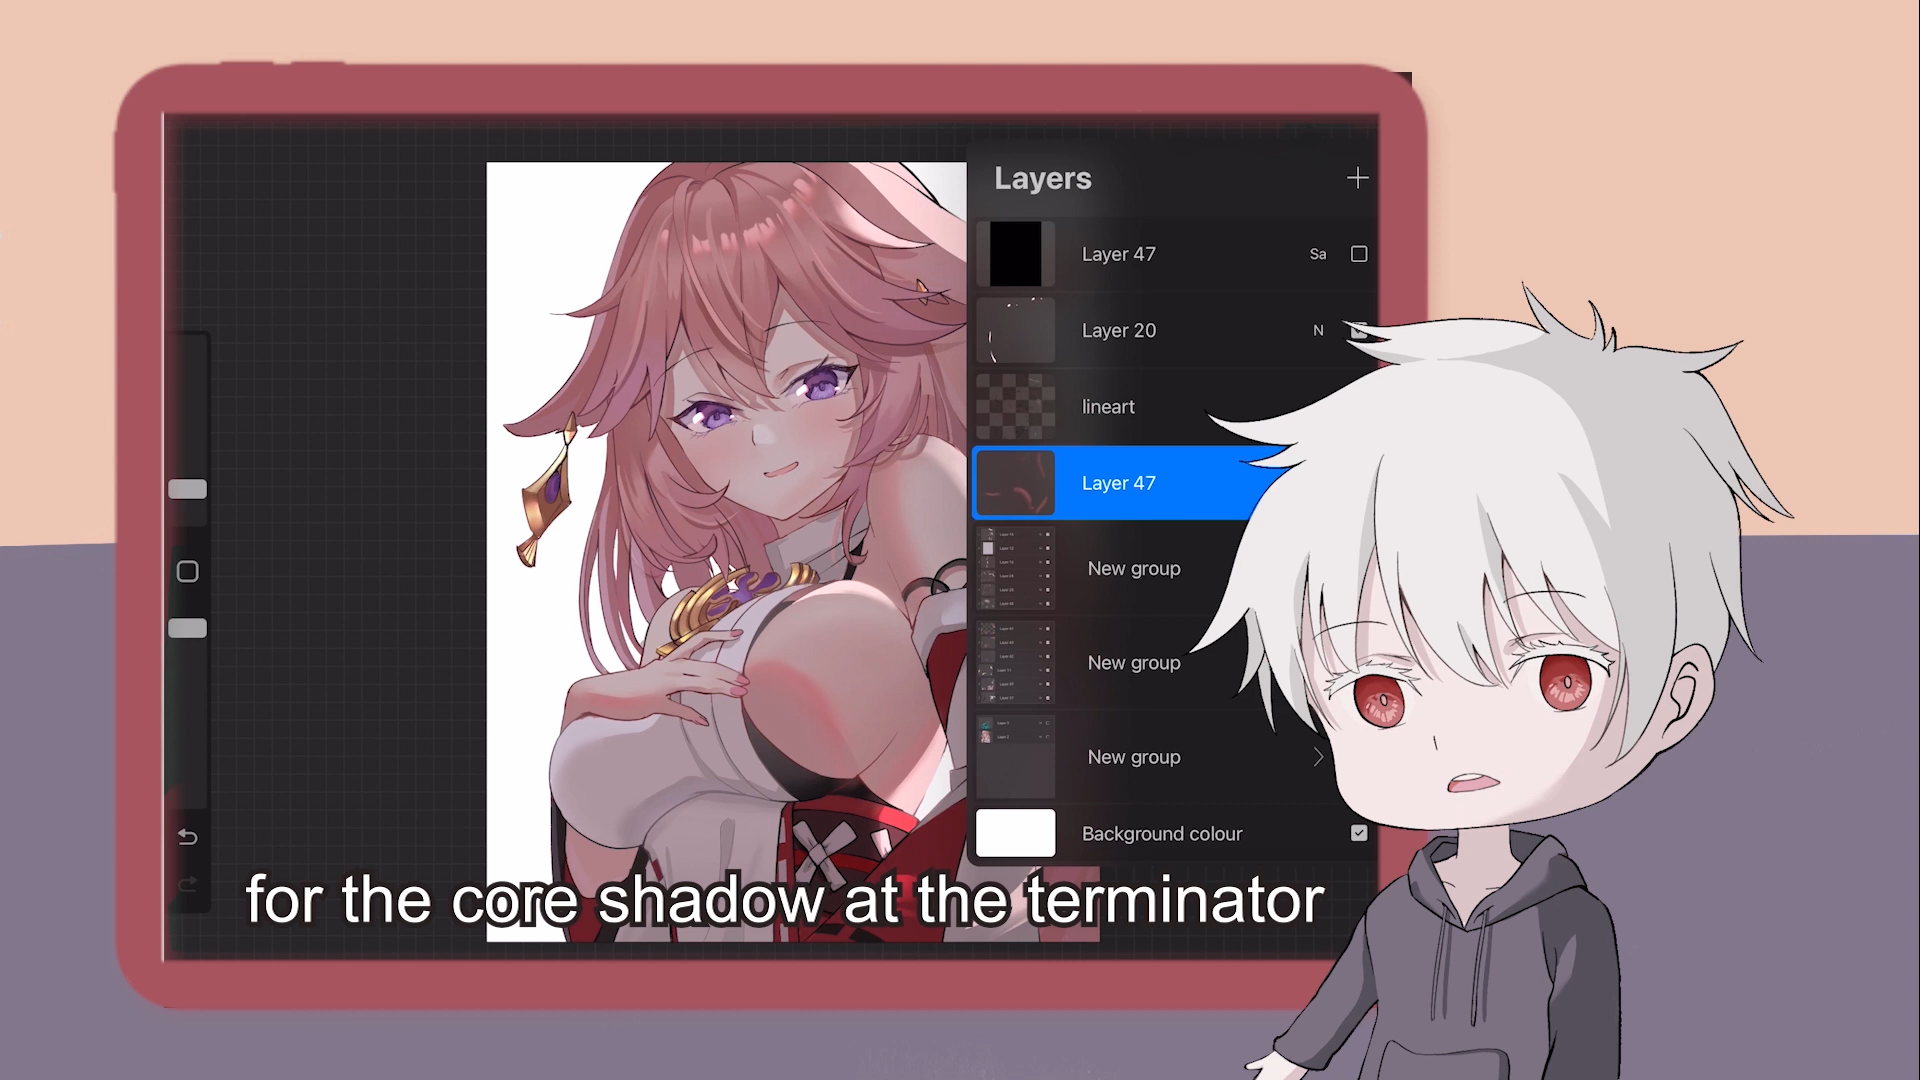 Layers
Layer 47
Sa
Layer 20
N
lineart
Layer 47
New group
New group
New group
Background colour
for the core shadow at the terminator